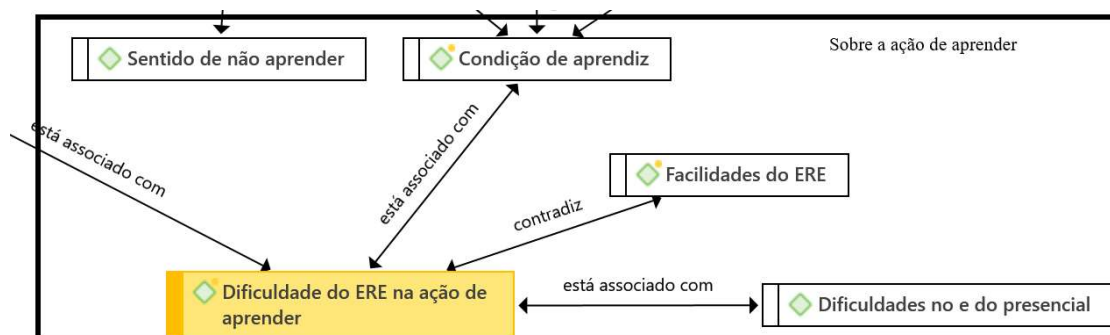 Sobre a ação de aprender
Sentido de não aprender
Condição de aprendiz
está associado com
está associado com
Facilidades do ERE
contradiz
Dificuldade do ERE na ação de
aprender
está associado com
Dificuldades no e do presencial